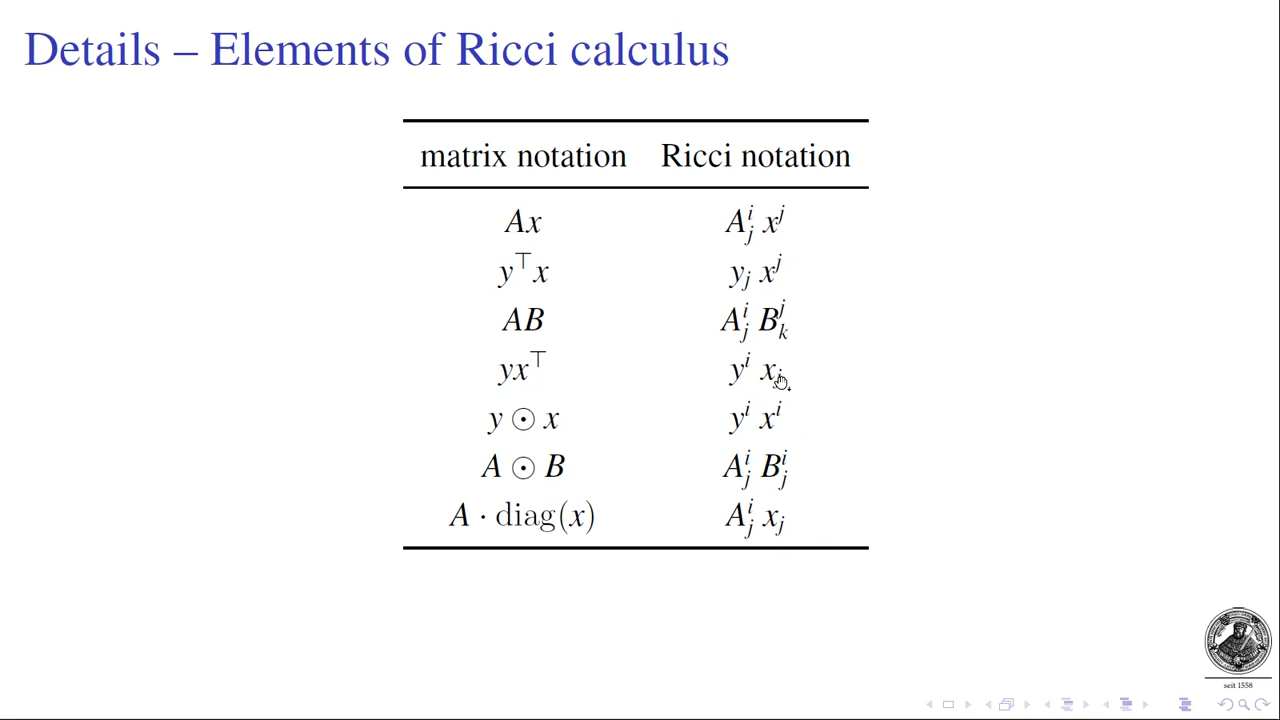 Details – Elements of Ricci calculus
matrix notation Ricci notation
Ax A^i_j x^j
y^⊤x y_j x^j
AB A^i_j B^j_k
yx^⊤ y^i x
y ⊙ x y^i x^i
A ⊙ B A^i_j B^i_j
A · diag(x) A^i_j x_j
seit 1558